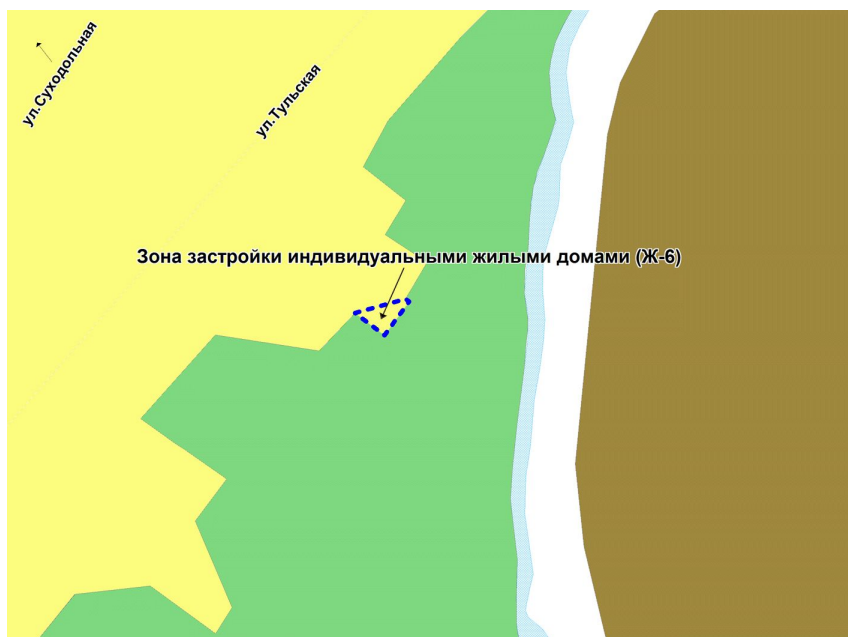 ул.Суходольная
ул.Тульская
Зона застройки индивидуальными жилыми домами (Ж-6)